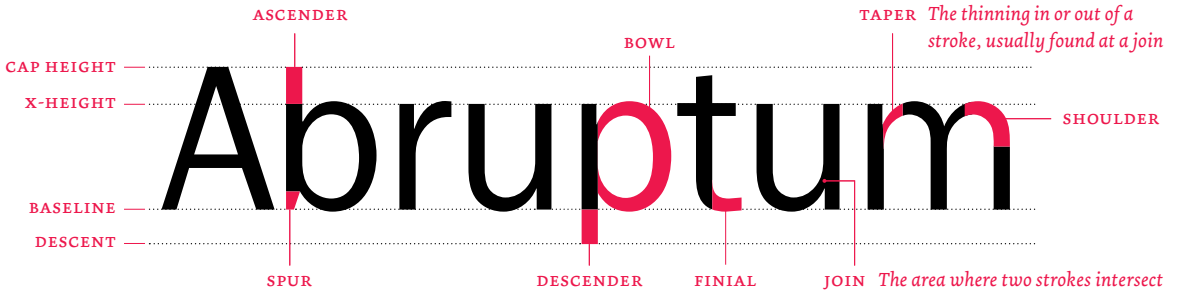 ASCENDER
TAPER The thinning in or out of a
stroke, usually found at a join
BOWL
CAP HEIGHT
X-HEIGHT
Abruptum
SHOULDER
BASELINE
DESCENT
SPUR
DESCENDER
FINIAL
JOIN The area where two strokes intersect